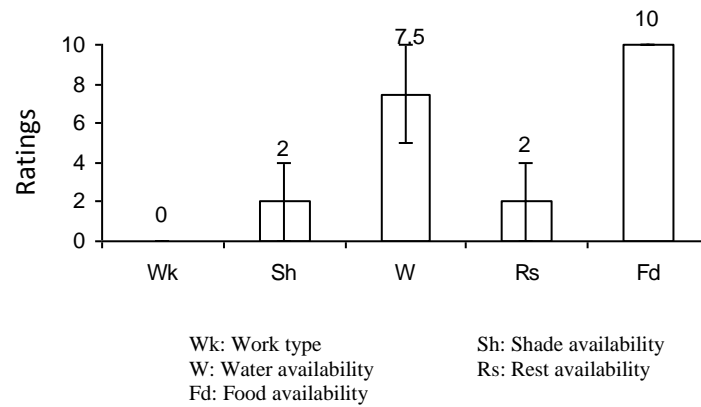 10
7.5
10
8
6
4
2
0
Ratings
0
2
2
Wk Sh W Rs Fd
Wk: Work type Sh: Shade availability
W: Water availability Rs: Rest availability
Fd: Food availability